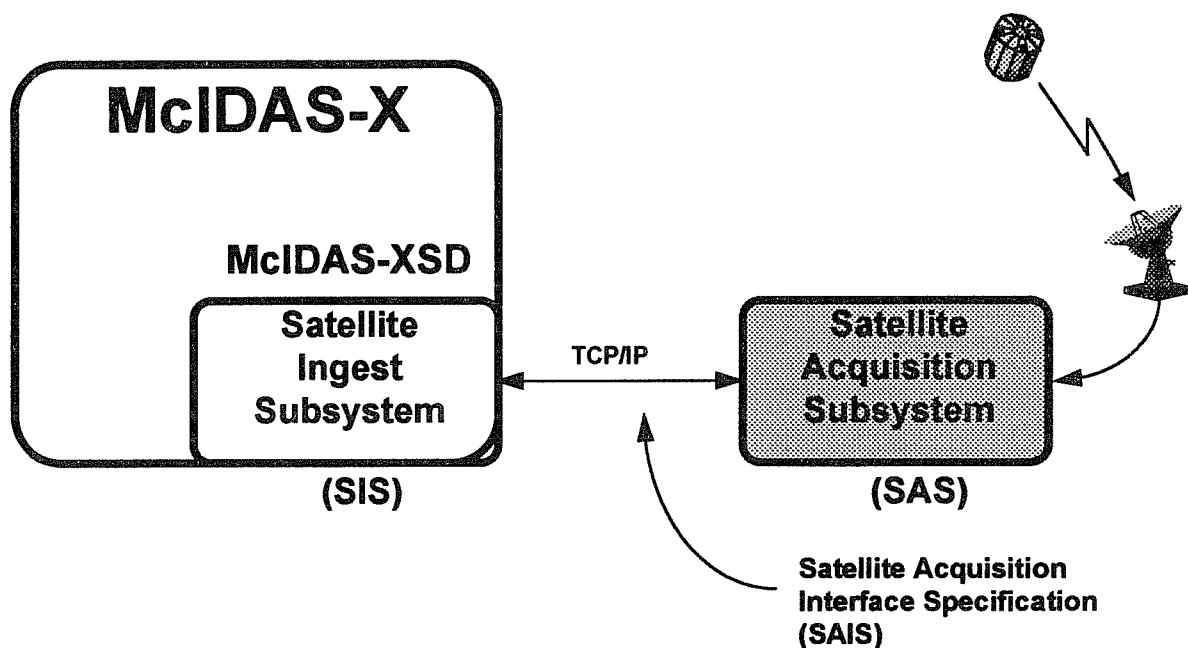 McIDAS-X
McIDAS-XSD
Satellite
Ingest
Subsystem
(SIS)
TCP/IP
Satellite
Acquisition
Subsystem
(SAS)
Satellite Acquisition
Interface Specification
(SAIS)